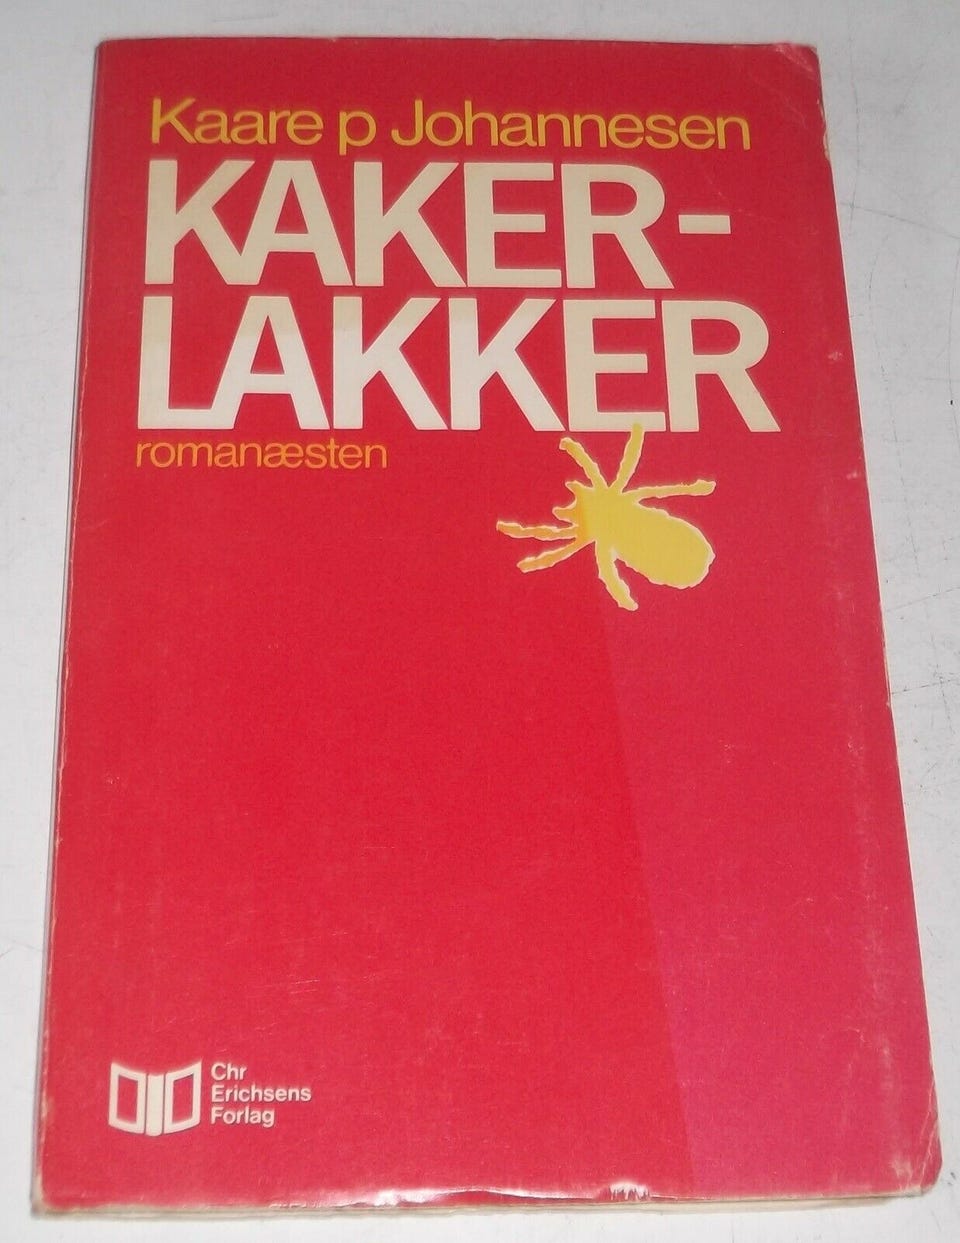 Kaare p Johannesen
KAKER-
LAKKER
romanæsten
Chr
Erichsens
Forlag